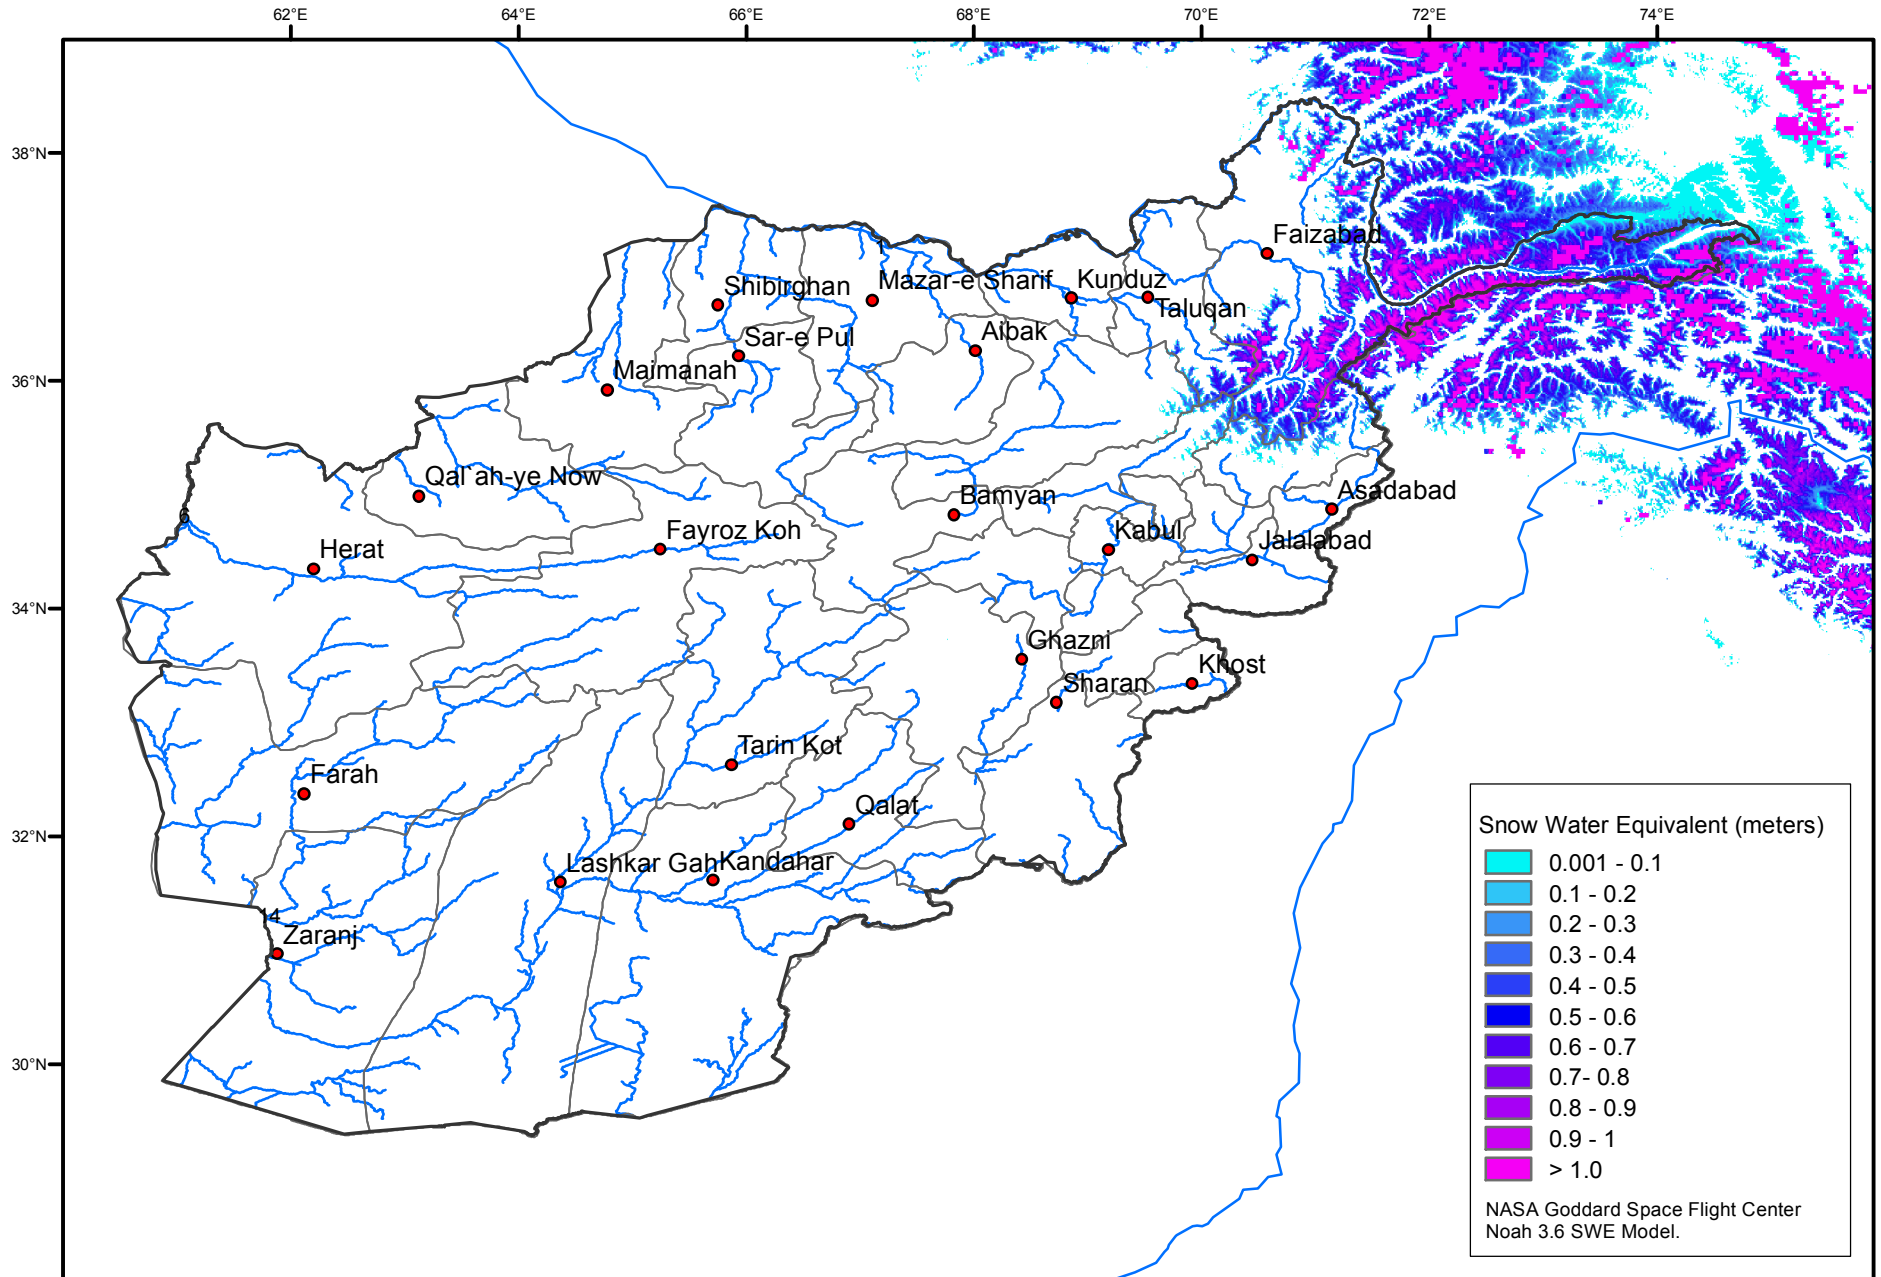 62°E
64°E
66°E
68°E
70°E
72°E
74°E
38°N
36°N
34°N
32°N
30°N
Faizabad
1
Shibirghan
Mazar-e Sharif
Kunduz
Taluqan
Sar-e Pul
Aibak
Maimanah
Qal`ah-ye Now
Bamyan
Asadabad
6
Herat
Fayroz Koh
Kabul
Jalalabad
Ghazni
Khost
Sharan
Tarin Kot
Farah
Qalat
Lashkar Gah
Kandahar
14
Zaranj
Snow Water Equivalent (meters)
0.001 - 0.1
0.1 - 0.2
0.2 - 0.3
0.3 - 0.4
0.4 - 0.5
0.5 - 0.6
0.6 - 0.7
0.7- 0.8
0.8 - 0.9
0.9 - 1
> 1.0
NASA Goddard Space Flight Center
Noah 3.6 SWE Model.